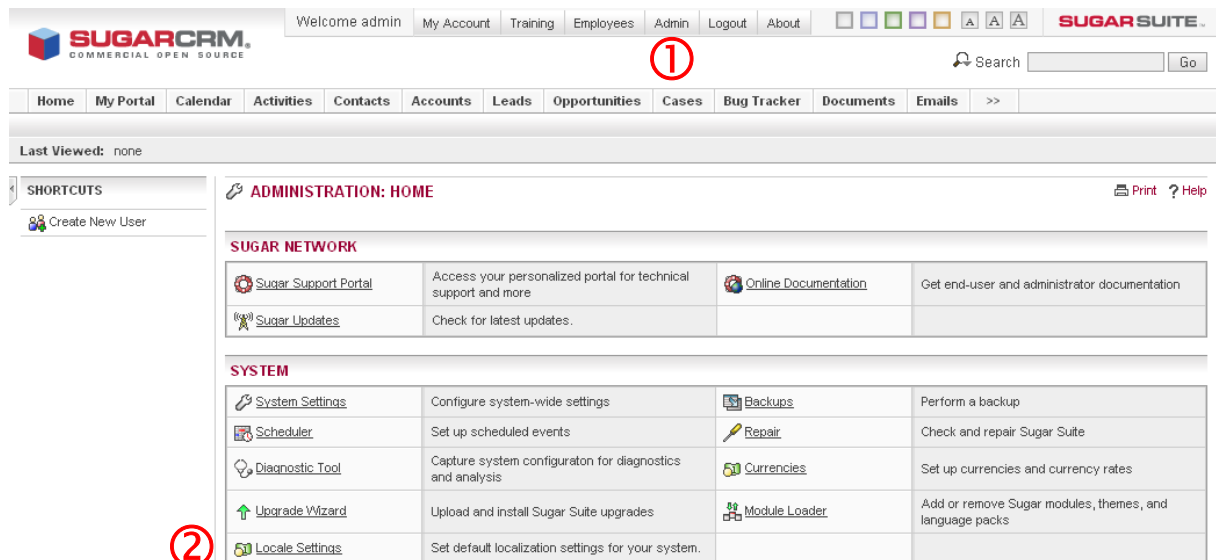 Welcome admin My Account Training Employees Admin Logout About A A A SUGARSUITE™
SUGARCRM®
COMMERCIAL OPEN SOURCE
①
Search Go
Home My Portal Calendar Activities Contacts Accounts Leads Opportunities Cases Bug Tracker Documents Emails >>
Last Viewed: none
SHORTCUTS
Create New User
ADMINISTRATION: HOME Print ? Help
SUGAR NETWORK
Sugar Support Portal Access your personalized portal for technical support and more Online Documentation Get end-user and administrator documentation
Sugar Updates Check for latest updates.
SYSTEM
System Settings Configure system-wide settings Backups Perform a backup
Scheduler Set up scheduled events Repair Check and repair Sugar Suite
Diagnostic Tool Capture system configuraton for diagnostics and analysis Currencies Set up currencies and currency rates
Upgrade Wizard Upload and install Sugar Suite upgrades Module Loader Add or remove Sugar modules, themes, and language packs
② Locale Settings Set default localization settings for your system.